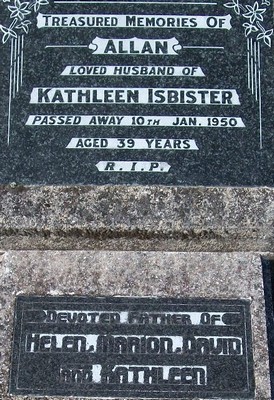 TREASURED MEMORIES OF
ALLAN
LOVED HUSBAND OF
KATHLEEN ISBISTER
PASSED AWAY 10TH JAN. 1950
AGED 39 YEARS
R.I.P.
DEVOTED FATHER OF
HELEN, MARION, DAVID
AND KATHLEEN